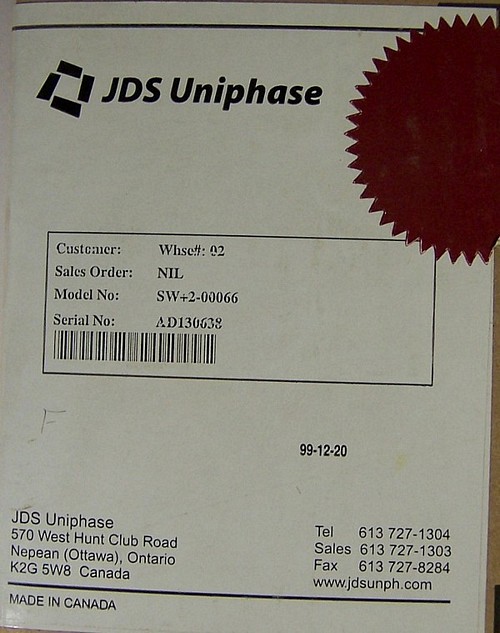 JDS Uniphase
Customer: Whse#: 02
Sales Order: NIL
Model No: SW+2-00066
Serial No: AD130638
F
99-12-20
JDS Uniphase
570 West Hunt Club Road
Nepean (Ottawa), Ontario
K2G 5W8 Canada
Tel 613 727-1304
Sales 613 727-1303
Fax 613 727-8284
www.jdsunph.com
MADE IN CANADA